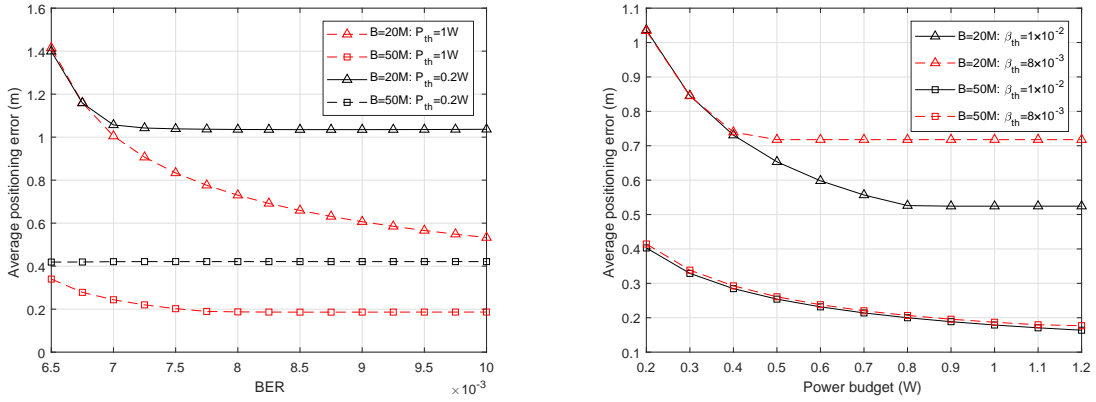 Average positioning error (m)
1.6
1.4
1.2
1
0.8
0.6
0.4
0.2
0
B=20M: P_th=1W
B=50M: P_th=1W
B=20M: P_th=0.2W
B=50M: P_th=0.2W
6.5 7 7.5 8 8.5 9 9.5 10
BER
×10⁻³
Average positioning error (m)
1.1
1
0.9
0.8
0.7
0.6
0.5
0.4
0.3
0.2
0.1
B=20M: β_th=1×10⁻²
B=20M: β_th=8×10⁻³
B=50M: β_th=1×10⁻²
B=50M: β_th=8×10⁻³
0.2 0.3 0.4 0.5 0.6 0.7 0.8 0.9 1 1.1 1.2
Power budget (W)